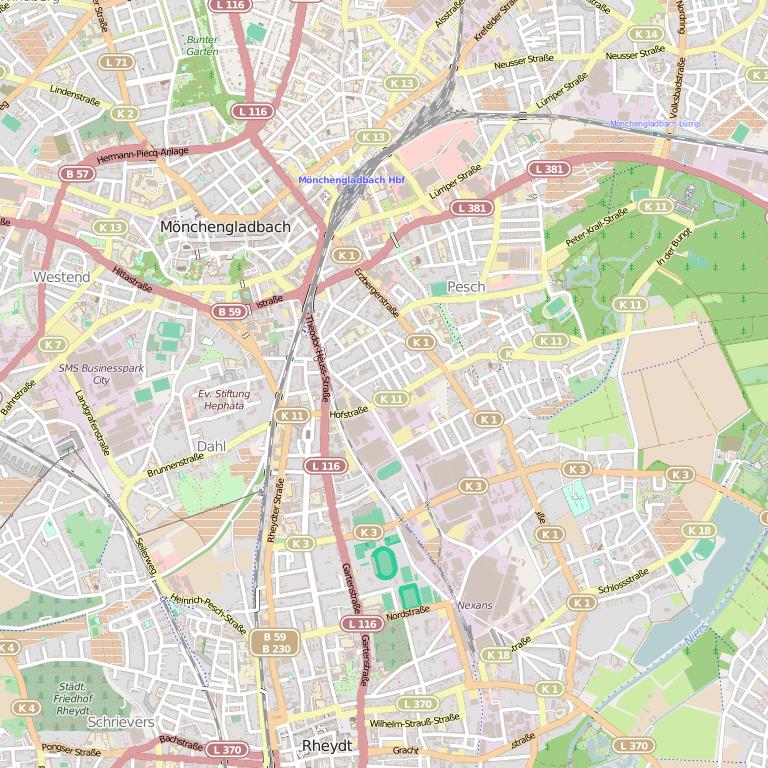 L 116
Alsstraße
Krefelder Straße
K 14
Nordring
Bunter
Garten
L 71
Neusser Straße
Neusser Straße
K 13
Lindenstraße
K 2
L 116
Lürriper Straße
Volksbadstraße
Mönchengladbach-Lürrip
K 13
Hermann-Piecq-Anlage
B 57
Mönchengladbach Hbf
L 381
Lürriper Straße
L 381
K 11
K 13
Mönchengladbach
Peter-Krall-Straße
In der Bungt
K 1
Westend
Hittastraße
Erzbergerstraße
Pesch
B 59
K 11
K 7
Theodor-Heuss-Straße
K 1
K 11
K
SMS Businesspark
City
Bahnstraße
Landgrafenstraße
Ev. Stiftung
Hephata
K 11
K 11
Hofstraße
K 1
Dahl
Brunnenstraße
L 116
K 3
K 3
K 3
Rheydter Straße
K 3
K 3
K 1
K 18
Seilerweg
Gartenstraße
Schlossstraße
Heinrich-Pesch-Straße
Nordstraße
Nexans
K 1
L 116
B 59
B 230
Niers
K 4
Gartenstraße
K 18
Städt.
Friedhof
Rheydt
K 1
K 4
L 370
Schrievers
Wilhelm-Strauß-Straße
Bachstraße
L 370
Pongser Straße
Rheydt
Gracht
L 370